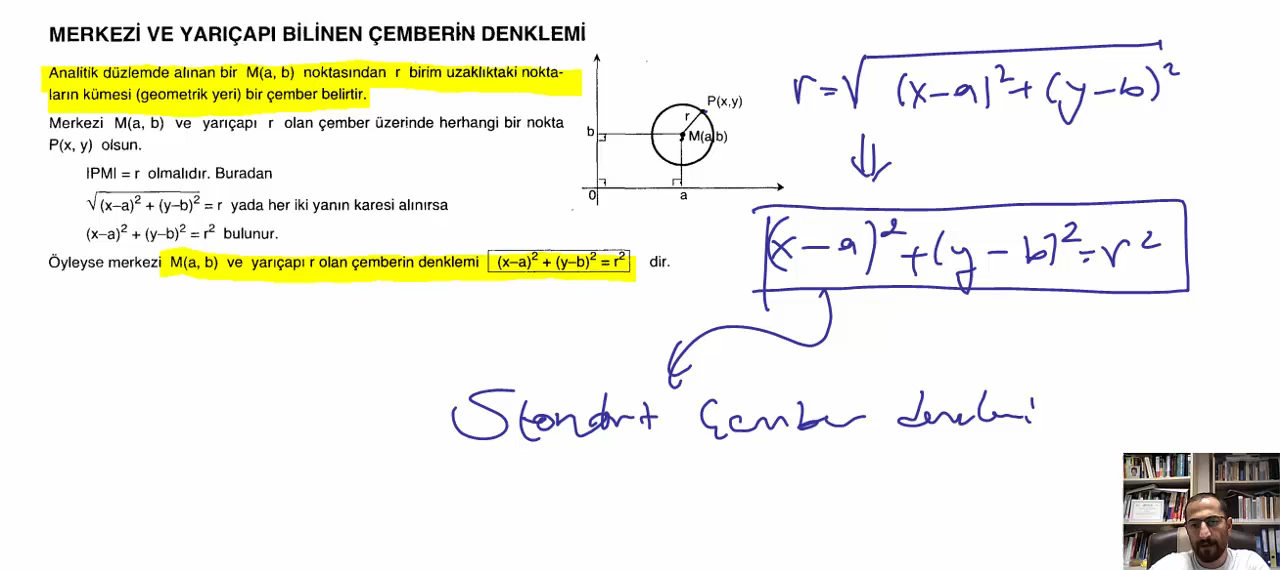 MERKEZİ VE YARIÇAPI BİLİNEN ÇEMBERİN DENKLEMİ
Analitik düzlemde alınan bir M(a, b) noktasından r birim uzaklıktaki nokta-
ların kümesi (geometrik yeri) bir çember belirtir.
Merkezi M(a, b) ve yarıçapı r olan çember üzerinde herhangi bir nokta
P(x, y) olsun.
IPMI = r olmalıdır. Buradan
√(x–a)² + (y–b)² = r yada her iki yanın karesi alınırsa
(x–a)² + (y–b)² = r² bulunur.
Öyleyse merkezi M(a, b) ve yarıçapı r olan çemberin denklemi (x–a)² + (y–b)² = r² dir.
P(x,y)
r
b
M(a,b)
0
a
r=√(x-a)²+(y-b)²
⇓
(x-a)²+(y-b)²=r²
Standart çember denklemi